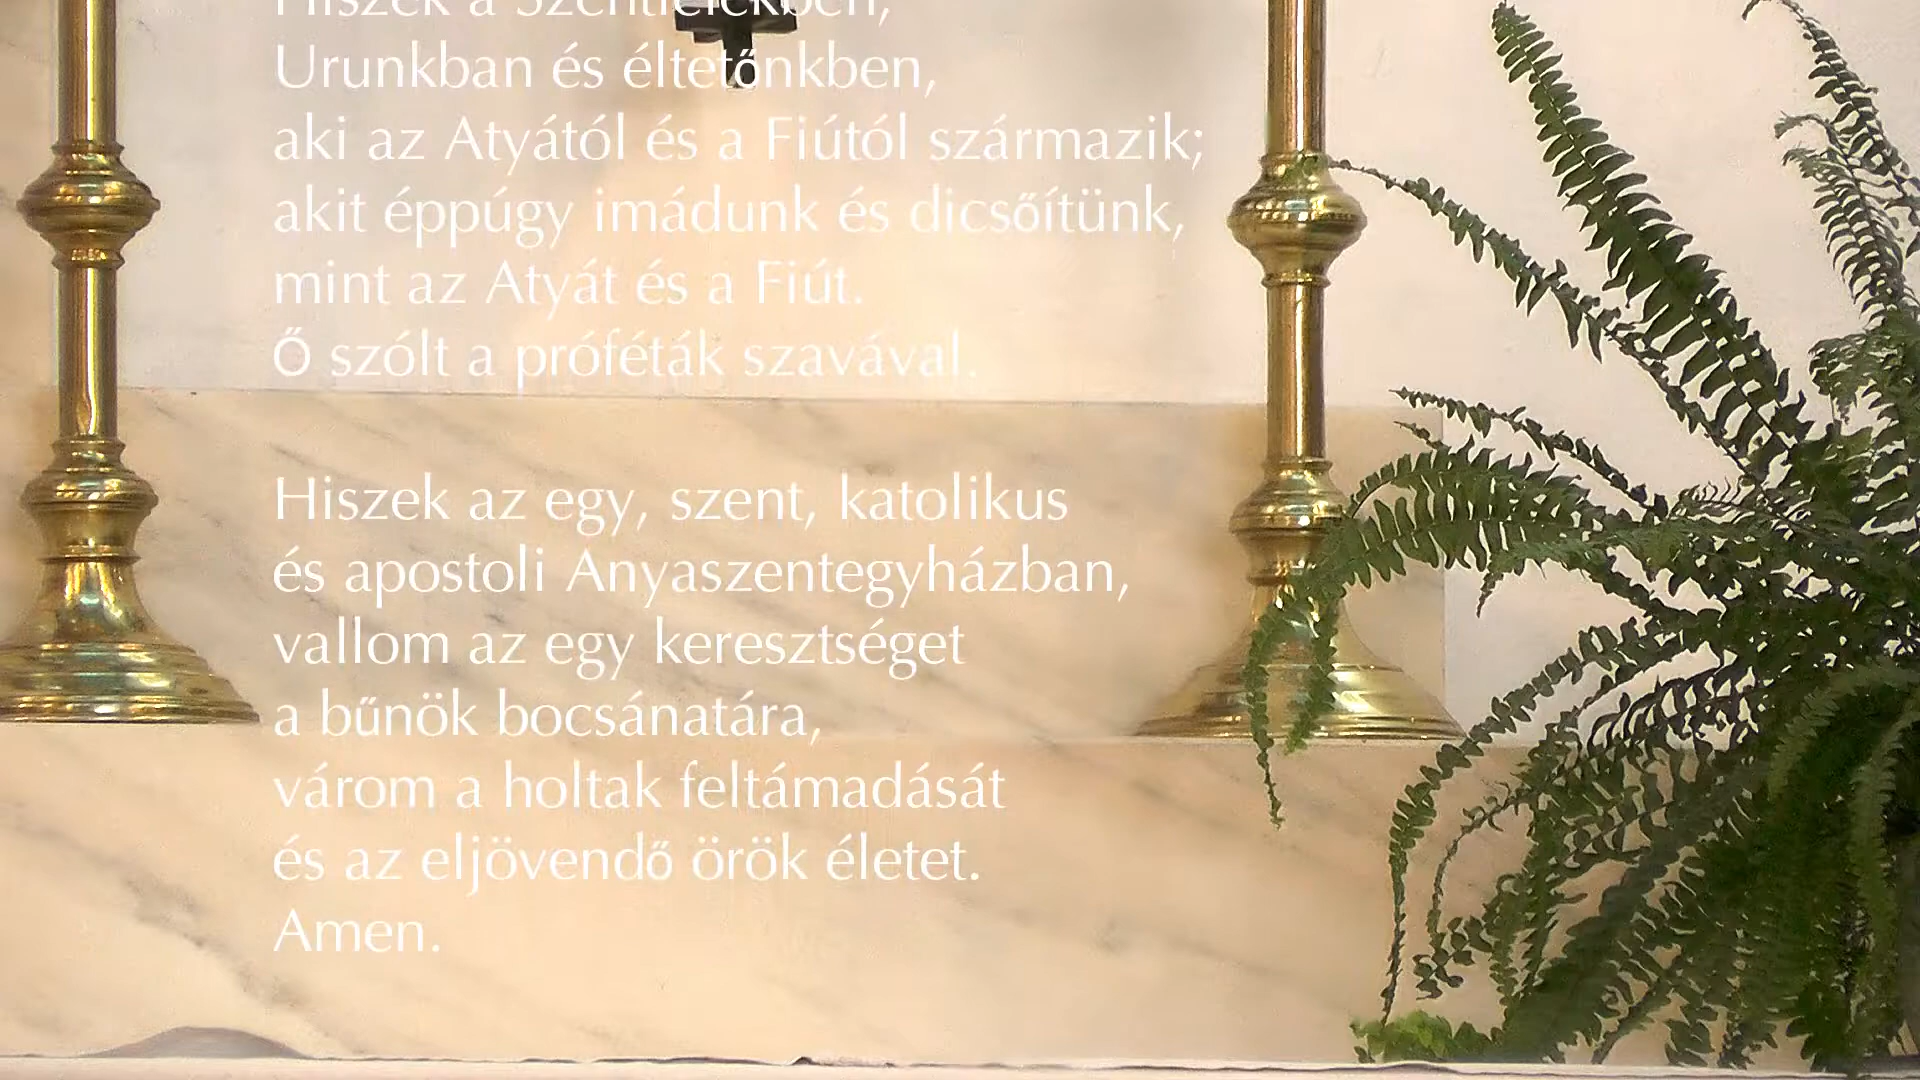 Hiszek a Szentlélekben,
Urunkban és éltetőnkben,
aki az Atyától és a Fiútól származik;
akit éppúgy imádunk és dicsőítünk,
mint az Atyát és a Fiút.
Ő szólt a próféták szavával.
Hiszek az egy, szent, katolikus
és apostoli Anyaszentegyházban,
vallom az egy keresztséget
a bűnök bocsánatára,
várom a holtak feltámadását
és az eljövendő örök életet.
Amen.